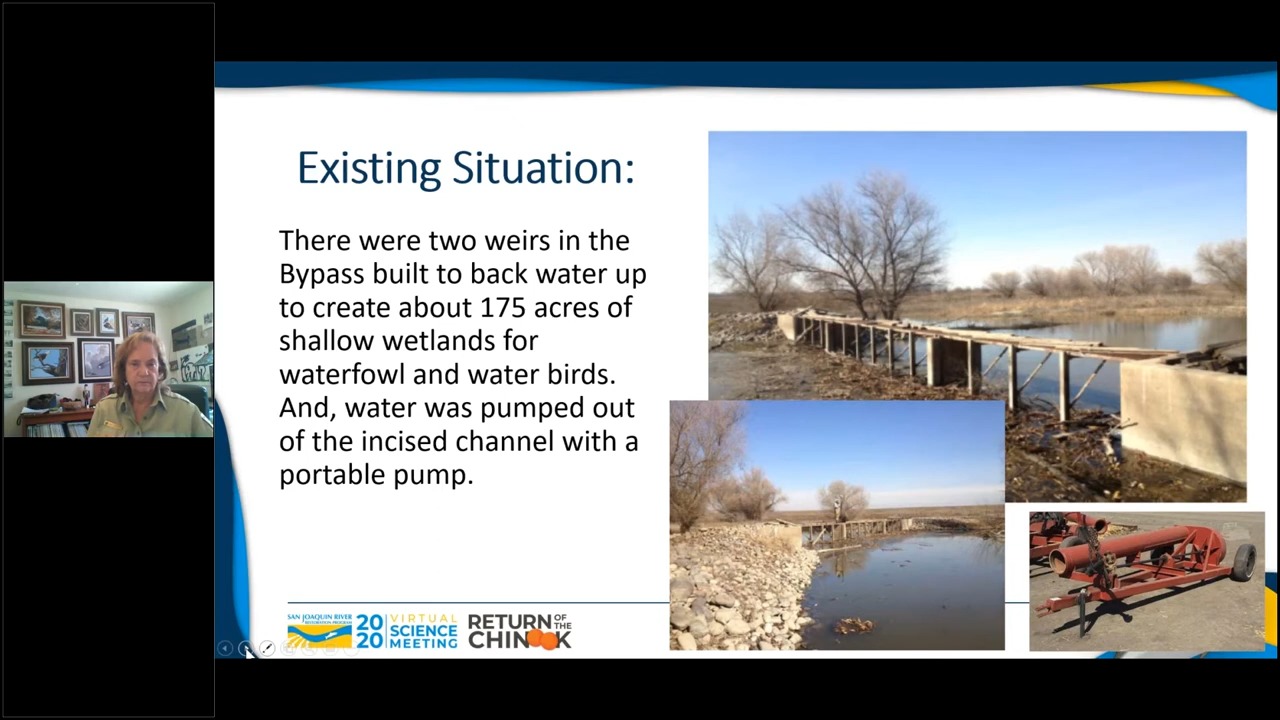 Existing Situation:
There were two weirs in the
Bypass built to back water up
to create about 175 acres of
shallow wetlands for
waterfowl and water birds.
And, water was pumped out
of the incised channel with a
portable pump.
SAN JOAQUIN RIVER
RESTORATION PROGRAM
2020 VIRTUAL
SCIENCE
MEETING
RETURN OF THE
CHINOOK